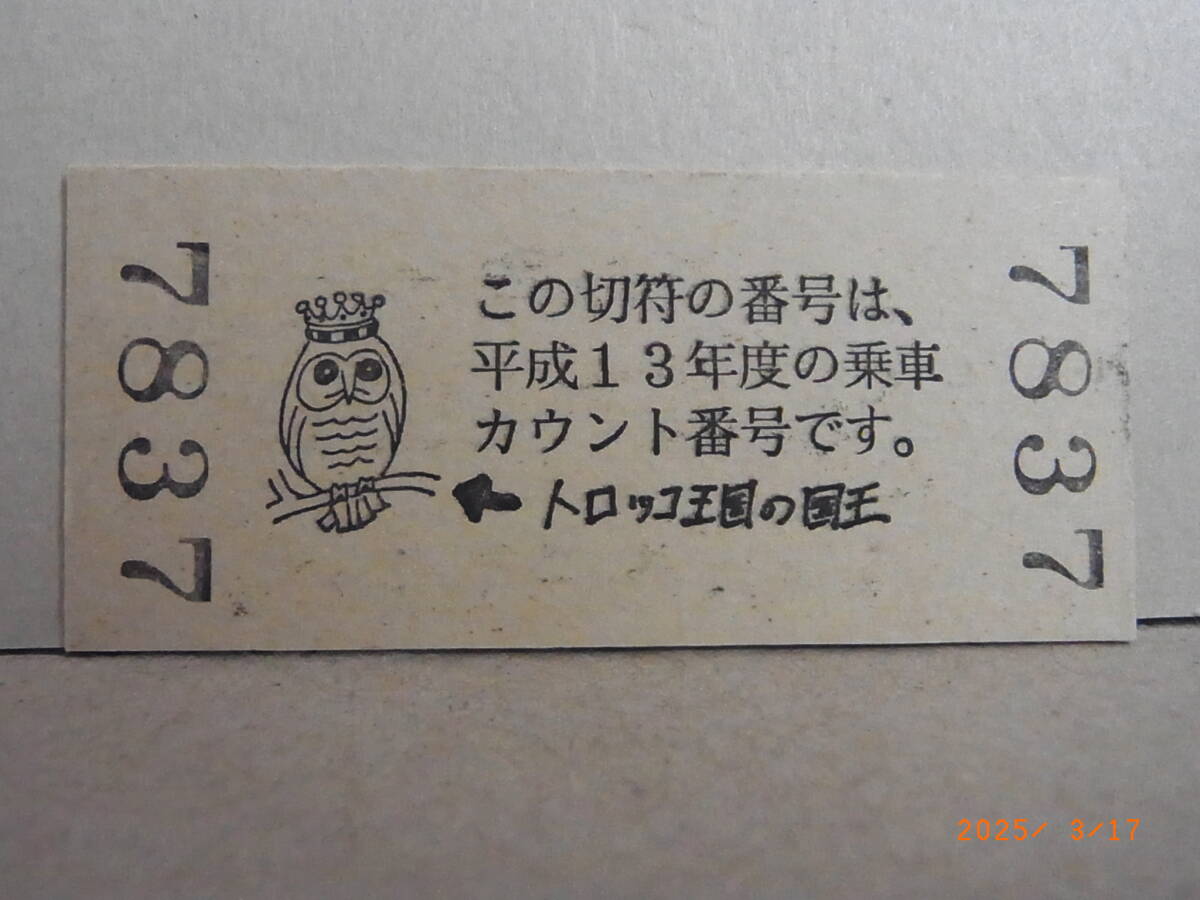 7837
この切符の番号は、
平成13年度の乗車
カウント番号です。
トロッコ王国の国王
7837
2025/ 3/17